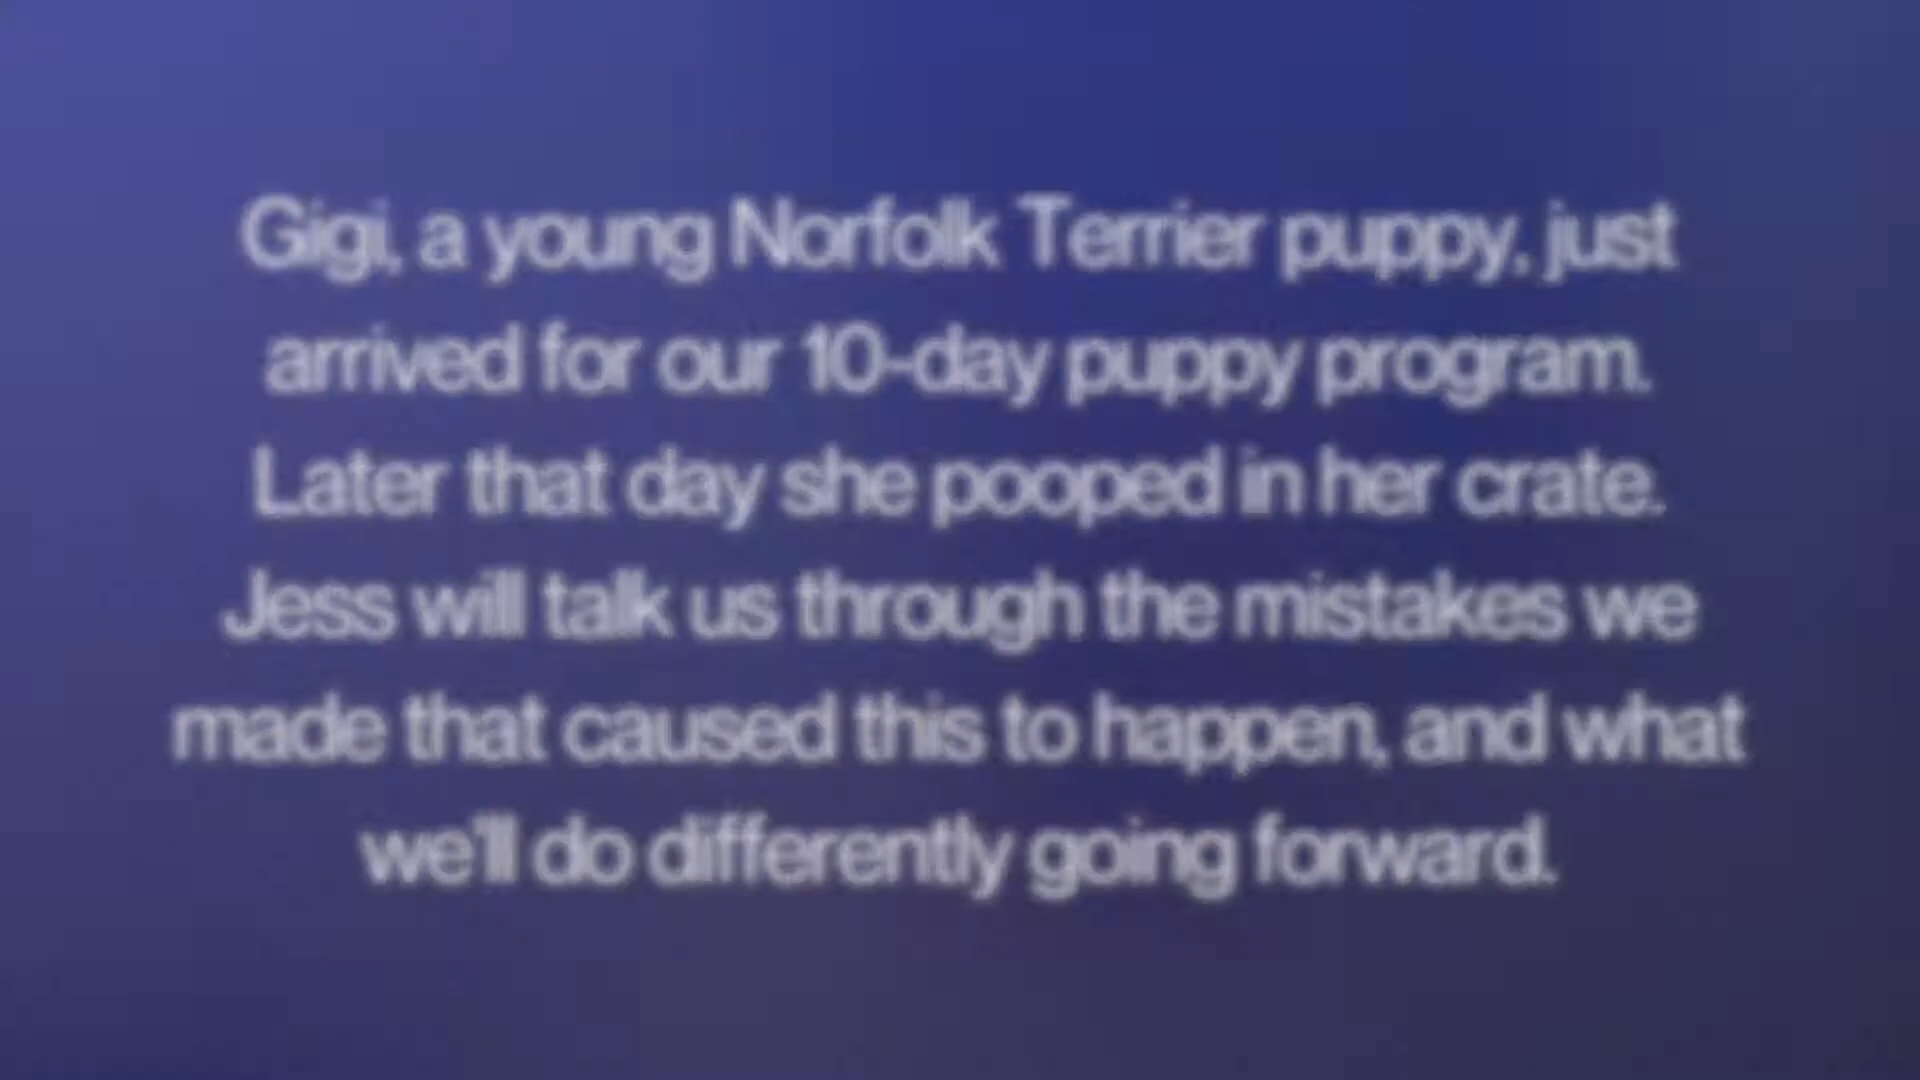 Gigi, a young Norfolk Terrier puppy, just
arrived for our 10-day puppy program.
Later that day she pooped in her crate.
Jess will talk us through the mistakes we
made that caused this to happen, and what
we'll do differently going forward.